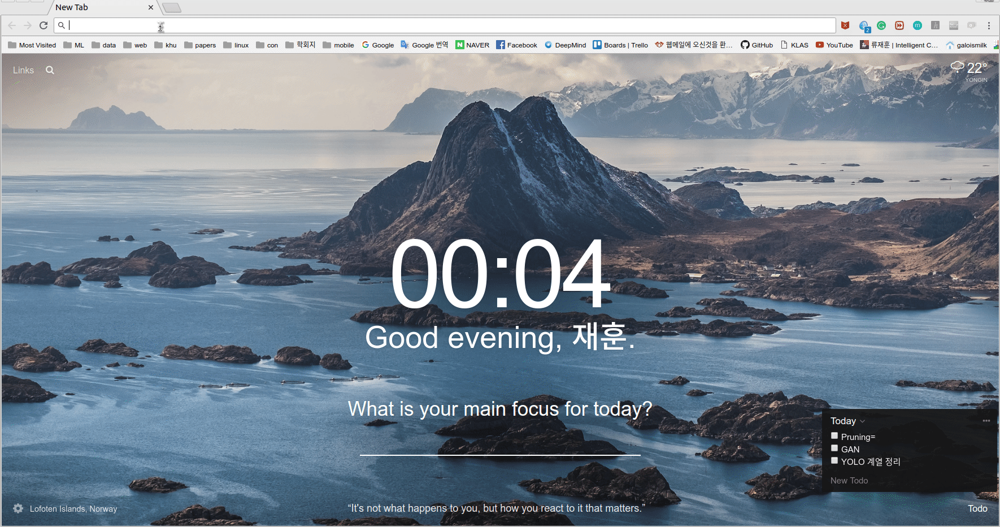 New Tab
Most Visited ML data web khu papers linux con 학회지 mobile Google Google 번역 NAVER Facebook DeepMind Boards | Trello 웹메일에 오신것을 환… GitHub KLAS YouTube 류재훈 | Intelligent C… galoismilk
2
Links
22°
YONGIN
00:04
Good evening, 재훈.
What is your main focus for today?
Today
Pruning=
GAN
YOLO 계열 정리
New Todo
Lofoten Islands, Norway
“It's not what happens to you, but how you react to it that matters.”
Todo